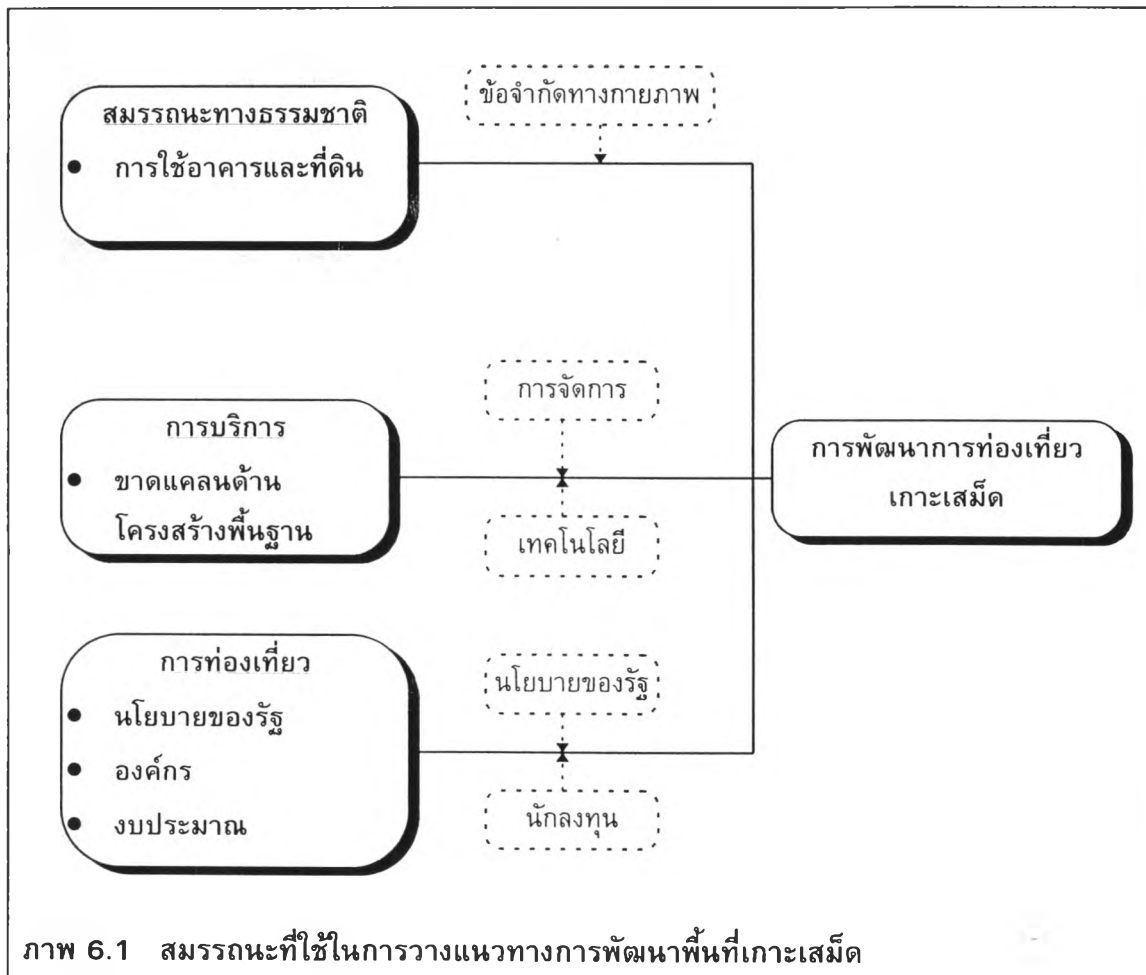 ข้อจำกัดทางกายภาพ
สมรรถนะทางธรรมชาติ
• การใช้อาคารและที่ดิน
การจัดการ
การบริการ
• ขาดแคลนด้าน
โครงสร้างพื้นฐาน
เทคโนโลยี
การพัฒนาการท่องเที่ยว
เกาะเสม็ด
การท่องเที่ยว
• นโยบายของรัฐ
• องค์กร
• งบประมาณ
นโยบายของรัฐ
นักลงทุน
ภาพ 6.1 สมรรถนะที่ใช้ในการวางแนวทางการพัฒนาพื้นที่เกาะเสม็ด